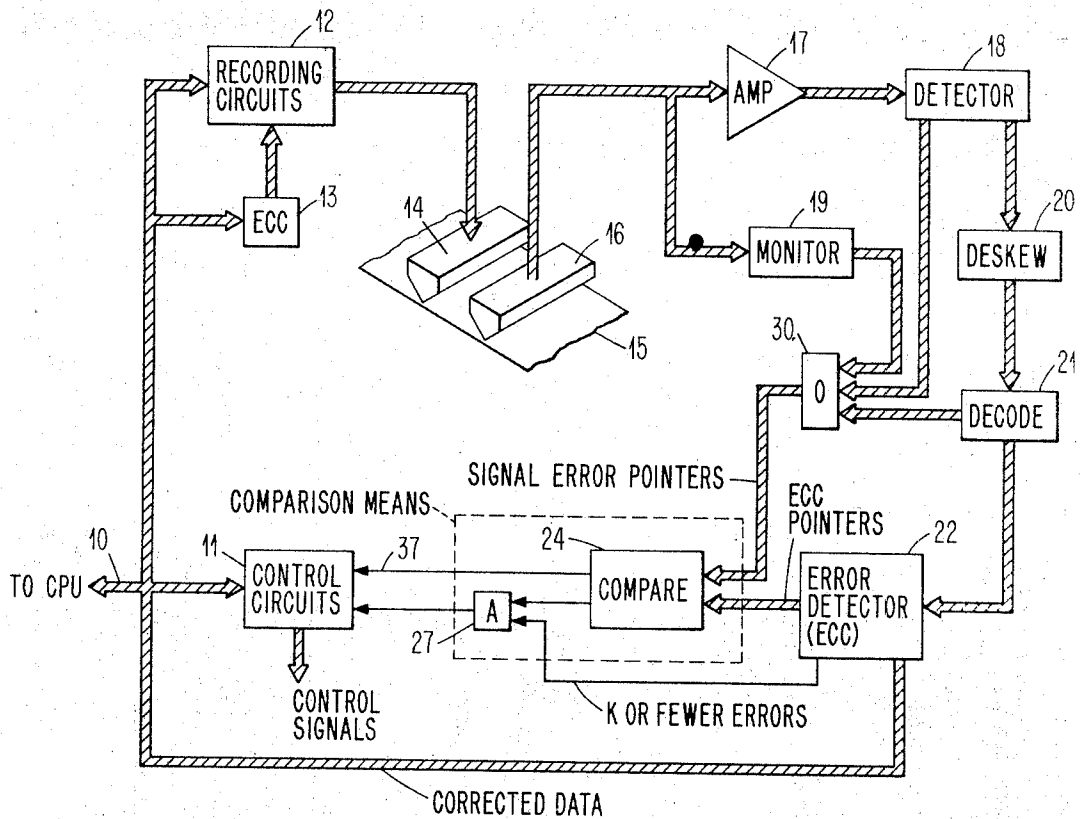 12
RECORDING
CIRCUITS
13
ECC
14
16
15
17
AMP
18
DETECTOR
19
MONITOR
20
DESKEW
30
O
21
DECODE
SIGNAL ERROR POINTERS
ECC
POINTERS
COMPARISON MEANS
24
COMPARE
22
ERROR
DETECTOR
(ECC)
10
TO CPU
11
CONTROL
CIRCUITS
37
A
27
K OR FEWER ERRORS
CONTROL
SIGNALS
CORRECTED DATA